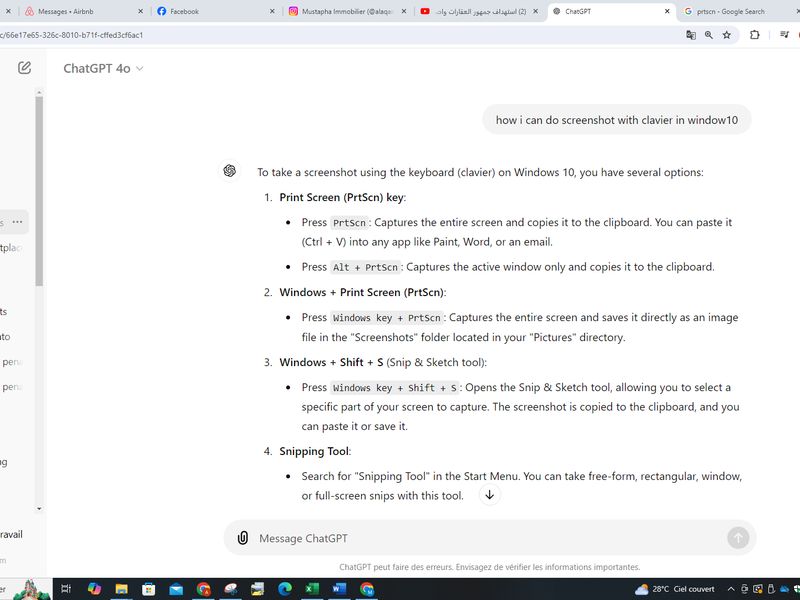 Messages • Airbnb
Facebook
Mustapha Immobilier (@alaqa
(2) استهداف جمهور العقارات واد..
ChatGPT
prtscn - Google Search
c/66e17e65-326c-8010-b71f-cffed3cf6ac1
ChatGPT 4o
how i can do screenshot with clavier in window10
To take a screenshot using the keyboard (clavier) on Windows 10, you have several options:
1. Print Screen (PrtScn) key:
• Press PrtScn: Captures the entire screen and copies it to the clipboard. You can paste it
(Ctrl + V) into any app like Paint, Word, or an email.
• Press Alt + PrtScn: Captures the active window only and copies it to the clipboard.
2. Windows + Print Screen (PrtScn):
• Press Windows key + PrtScn: Captures the entire screen and saves it directly as an image
file in the "Screenshots" folder located in your "Pictures" directory.
3. Windows + Shift + S (Snip & Sketch tool):
• Press Windows key + Shift + S: Opens the Snip & Sketch tool, allowing you to select a
specific part of your screen to capture. The screenshot is copied to the clipboard, and you
can paste it or save it.
4. Snipping Tool:
• Search for "Snipping Tool" in the Start Menu. You can take free-form, rectangular, window,
or full-screen snips with this tool.
Message ChatGPT
ChatGPT peut faire des erreurs. Envisagez de vérifier les informations importantes.
28°C Ciel couvert